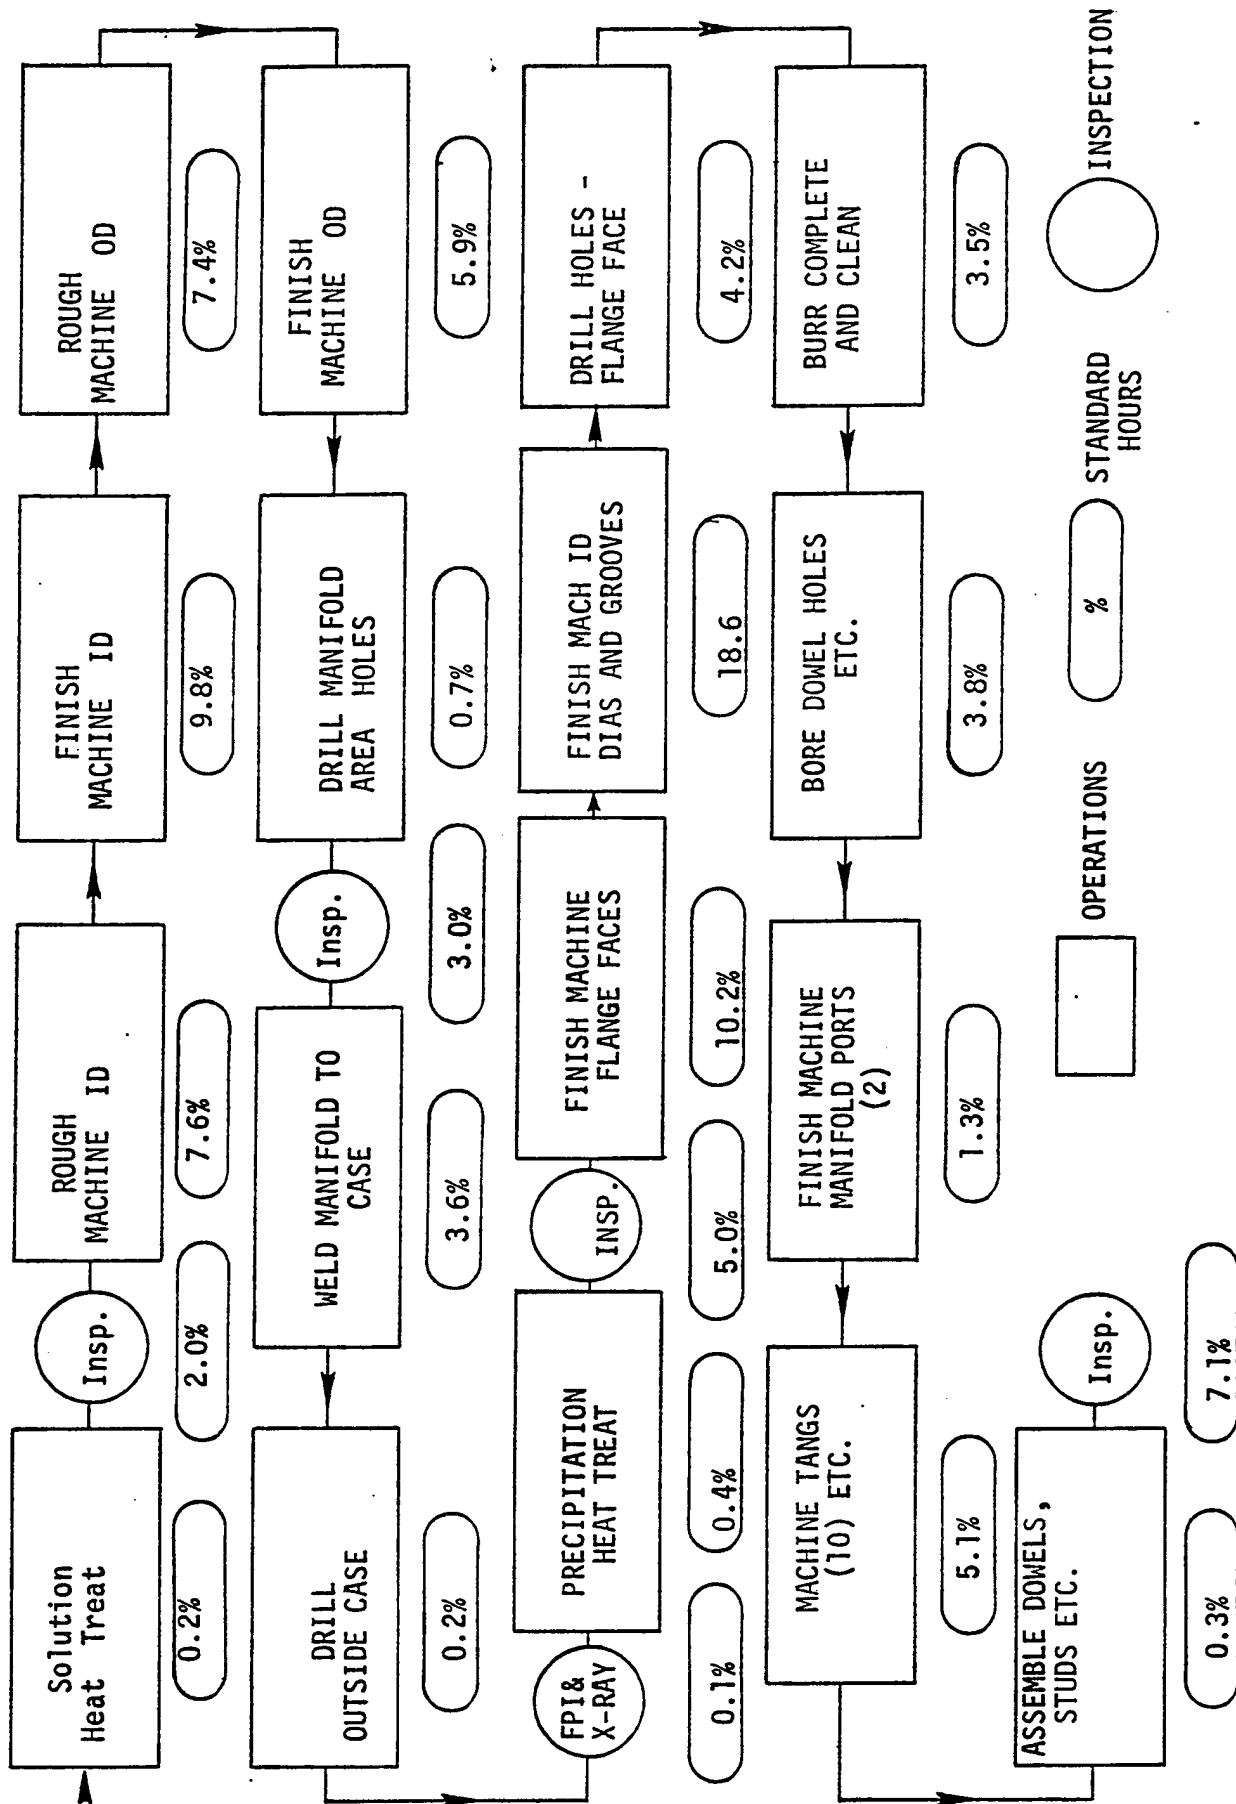 Solution
Heat Treat
0.2%
Insp.
2.0%
ROUGH
MACHINE ID
7.6%
FINISH
MACHINE ID
9.8%
ROUGH
MACHINE OD
7.4%
FINISH
MACHINE OD
5.9%
DRILL MANIFOLD
AREA HOLES
0.7%
Insp.
3.0%
WELD MANIFOLD TO
CASE
3.6%
DRILL
OUTSIDE CASE
0.2%
FPI&
X-RAY
0.1%
PRECIPITATION
HEAT TREAT
0.4%
INSP.
5.0%
FINISH MACHINE
FLANGE FACES
10.2%
FINISH MACH ID
DIAS AND GROOVES
18.6
DRILL HOLES -
FLANGE FACE
4.2%
BURR COMPLETE
AND CLEAN
3.5%
BORE DOWEL HOLES
ETC.
3.8%
FINISH MACHINE
MANIFOLD PORTS
(2)
1.3%
MACHINE TANGS
(10) ETC.
5.1%
ASSEMBLE DOWELS,
STUDS ETC.
0.3%
Insp.
7.1%
OPERATIONS
%
STANDARD
HOURS
INSPECTION